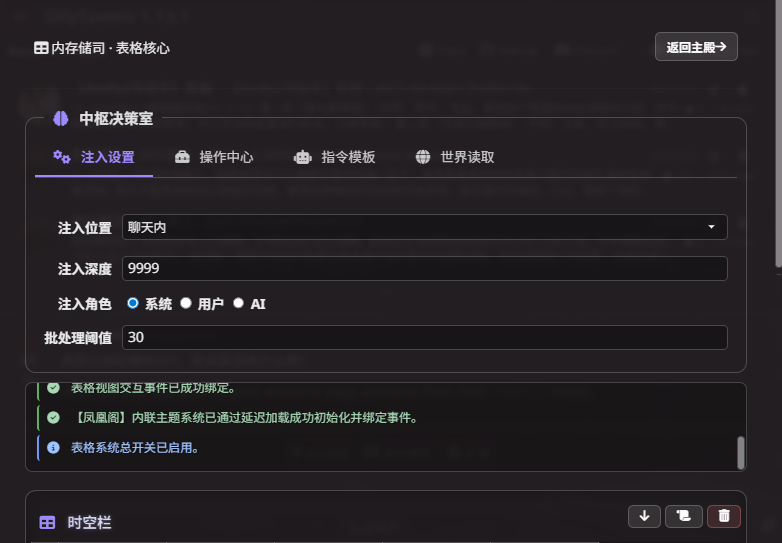 内存储司 · 表格核心
返回主殿→
中枢决策室
注入设置 操作中心 指令模板 世界读取
注入位置 聊天内
注入深度 9999
注入角色 系统 用户 AI
批处理阈值 30
表格视图交互事件已成功绑定。
【凤凰阁】内联主题系统已通过延迟加载成功初始化并绑定事件。
表格系统总开关已启用。
时空栏